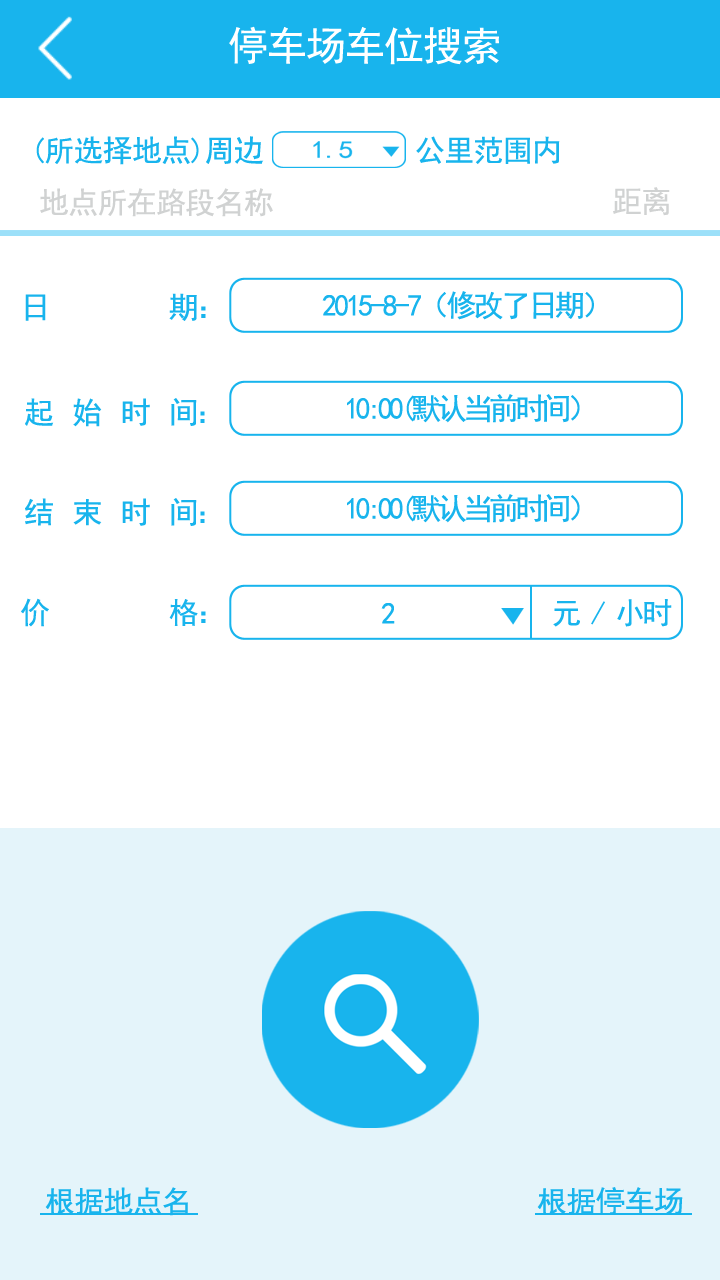 停车场车位搜索
(所选择地点)周边 1.5 公里范围内
地点所在路段名称 距离
日 期: 2015-8-7（修改了日期）
起 始 时 间: 10:00(默认当前时间)
结 束 时 间: 10:00(默认当前时间)
价 格: 2 元 / 小时
根据地点名 根据停车场